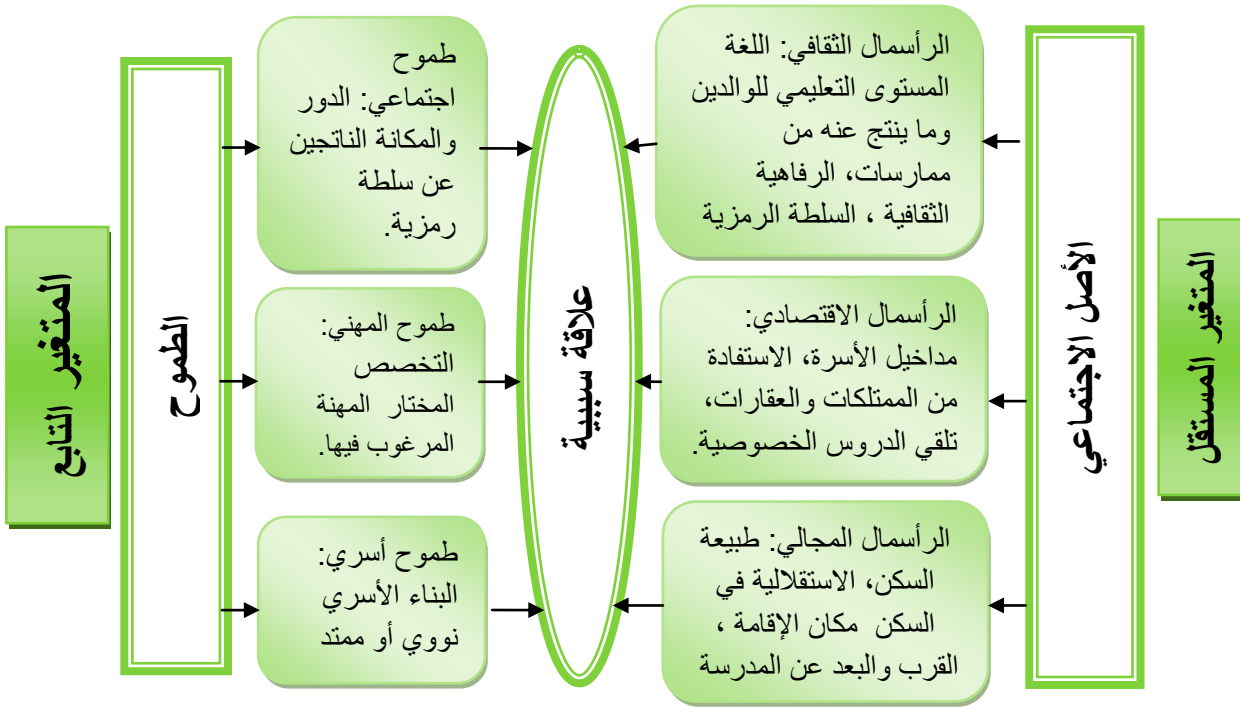 المتغير المستقل
الأصل الاجتماعي
الرأسمال الثقافي: اللغة
المستوى التعليمي للوالدين
وما ينتج عنه من
ممارسات، الرفاهية
الثقافية ، السلطة الرمزية
الرأسمال الاقتصادي:
مداخيل الأسرة، الاستفادة
من الممتلكات والعقارات،
تلقي الدروس الخصوصية.
الرأسمال المجالي: طبيعة
السكن، الاستقلالية في
السكن مكان الإقامة ،
القرب والبعد عن المدرسة
علاقة سببية
طموح
اجتماعي: الدور
والمكانة الناتجين
عن سلطة
رمزية.
طموح المهني:
التخصص
المختار المهنة
المرغوب فيها.
طموح أسري:
البناء الأسري
نووي أو ممتد
الطموح
المتغير التابع